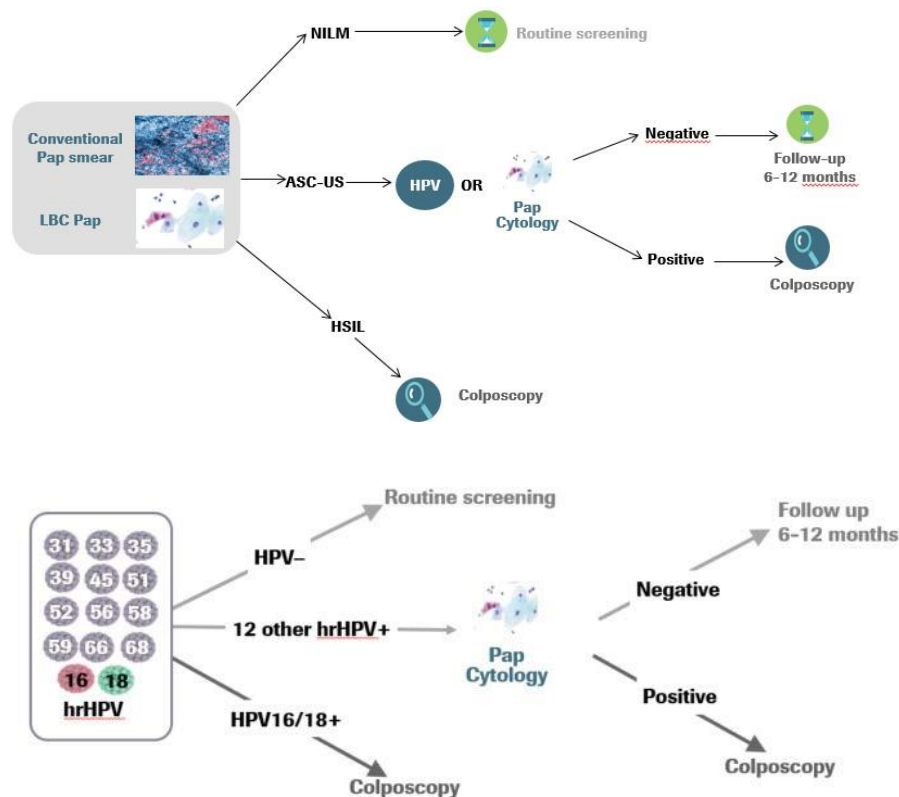 NILM
Routine screening
Conventional
Pap smear
LBC Pap
ASC-US
HPV
OR
Pap
Cytology
Negative
Follow-up
6-12 months
Positive
Colposcopy
HSIL
Colposcopy
31 33 35
39 45 51
52 56 58
59 66 68
16 18
hrHPV
HPV–
Routine screening
12 other hrHPV+
Pap
Cytology
HPV16/18+
Colposcopy
Negative
Follow up
6-12 months
Positive
Colposcopy